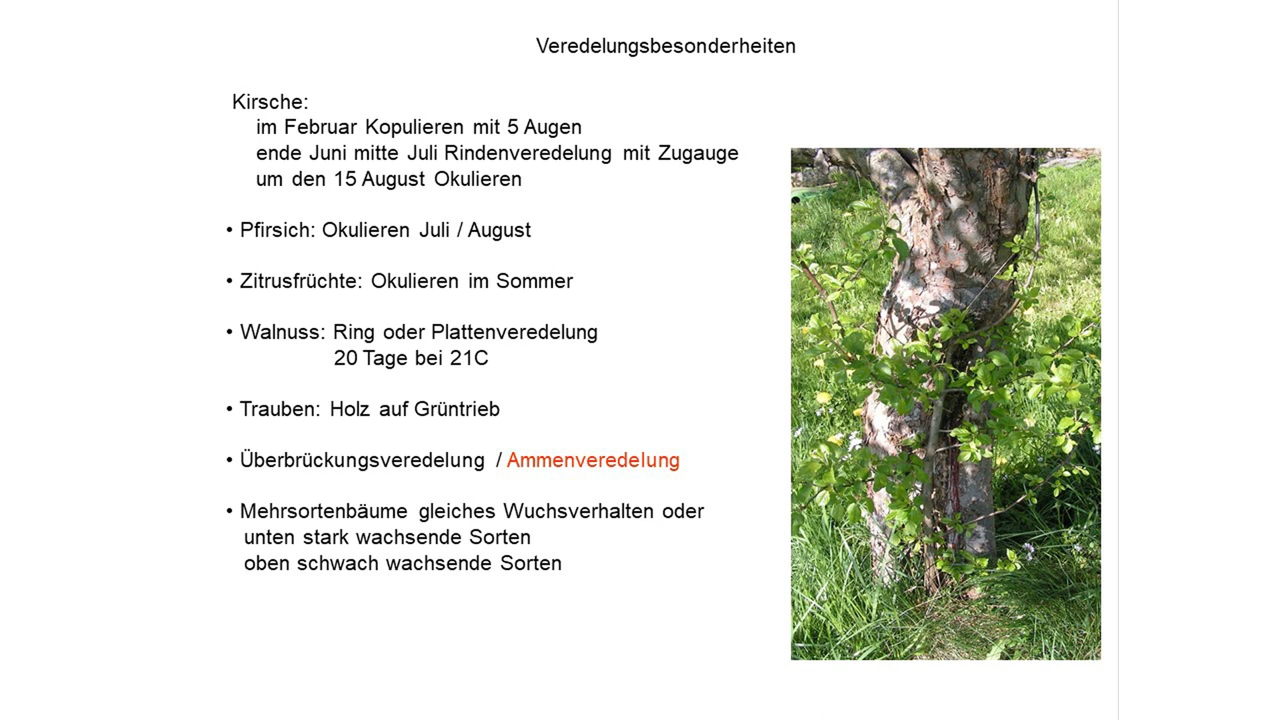 Veredelungsbesonderheiten
Kirsche:
im Februar Kopulieren mit 5 Augen
ende Juni mitte Juli Rindenveredelung mit Zugauge
um den 15 August Okulieren
• Pfirsich: Okulieren Juli / August
• Zitrusfrüchte: Okulieren im Sommer
• Walnuss: Ring oder Plattenveredelung
20 Tage bei 21C
• Trauben: Holz auf Grüntrieb
• Überbrückungsveredelung / Ammenveredelung
• Mehrsortenbäume gleiches Wuchsverhalten oder
unten stark wachsende Sorten
oben schwach wachsende Sorten